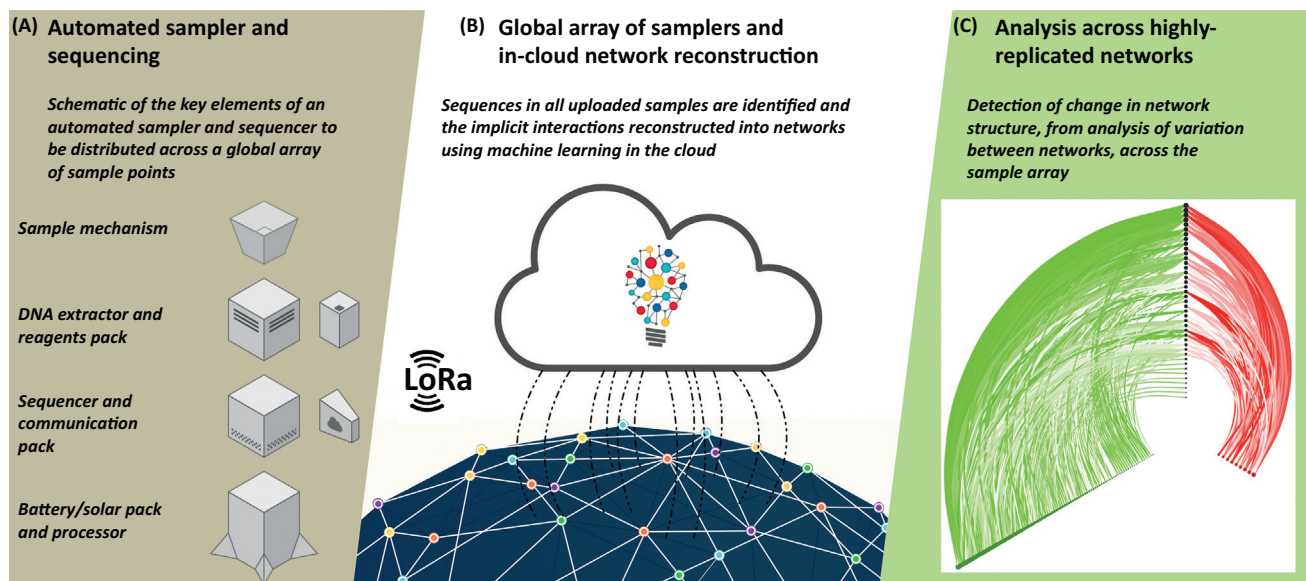 (A) Automated sampler and
sequencing
Schematic of the key elements of an
automated sampler and sequencer to
be distributed across a global array
of sample points
Sample mechanism
DNA extractor and
reagents pack
Sequencer and
communication
pack
Battery/solar pack
and processor
(B) Global array of samplers and
in-cloud network reconstruction
Sequences in all uploaded samples are identified and
the implicit interactions reconstructed into networks
using machine learning in the cloud
LoRa
(C) Analysis across highly-
replicated networks
Detection of change in network
structure, from analysis of variation
between networks, across the
sample array